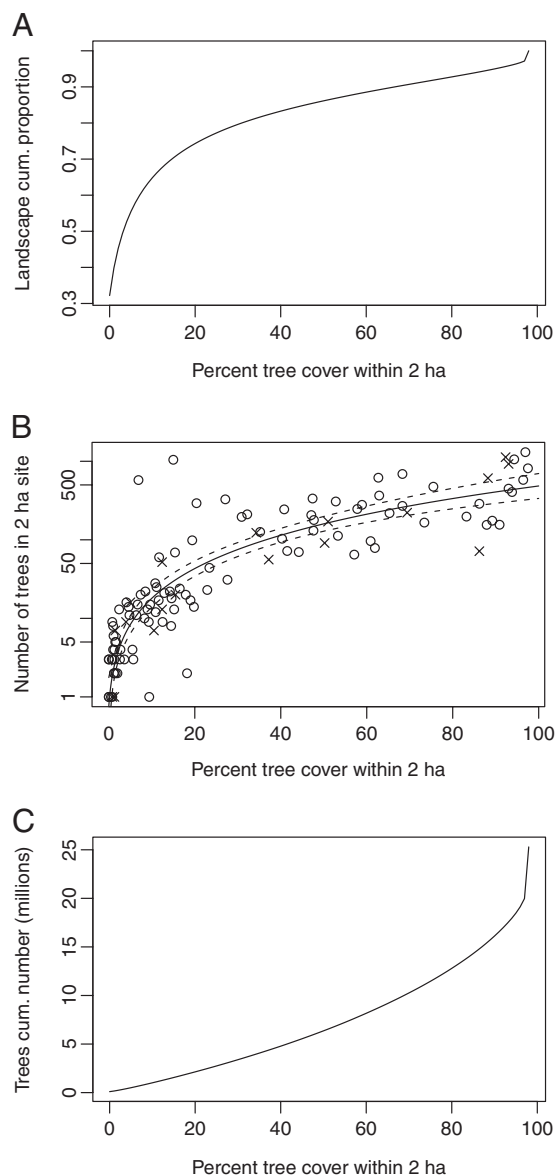 A
Landscape cum. proportion
0.9
0.7
0.5
0.3
0 20 40 60 80 100
Percent tree cover within 2 ha
B
Number of trees in 2 ha site
500
50
5
1
0 20 40 60 80 100
Percent tree cover within 2 ha
C
Trees cum. number (millions)
25
20
15
10
5
0
0 20 40 60 80 100
Percent tree cover within 2 ha